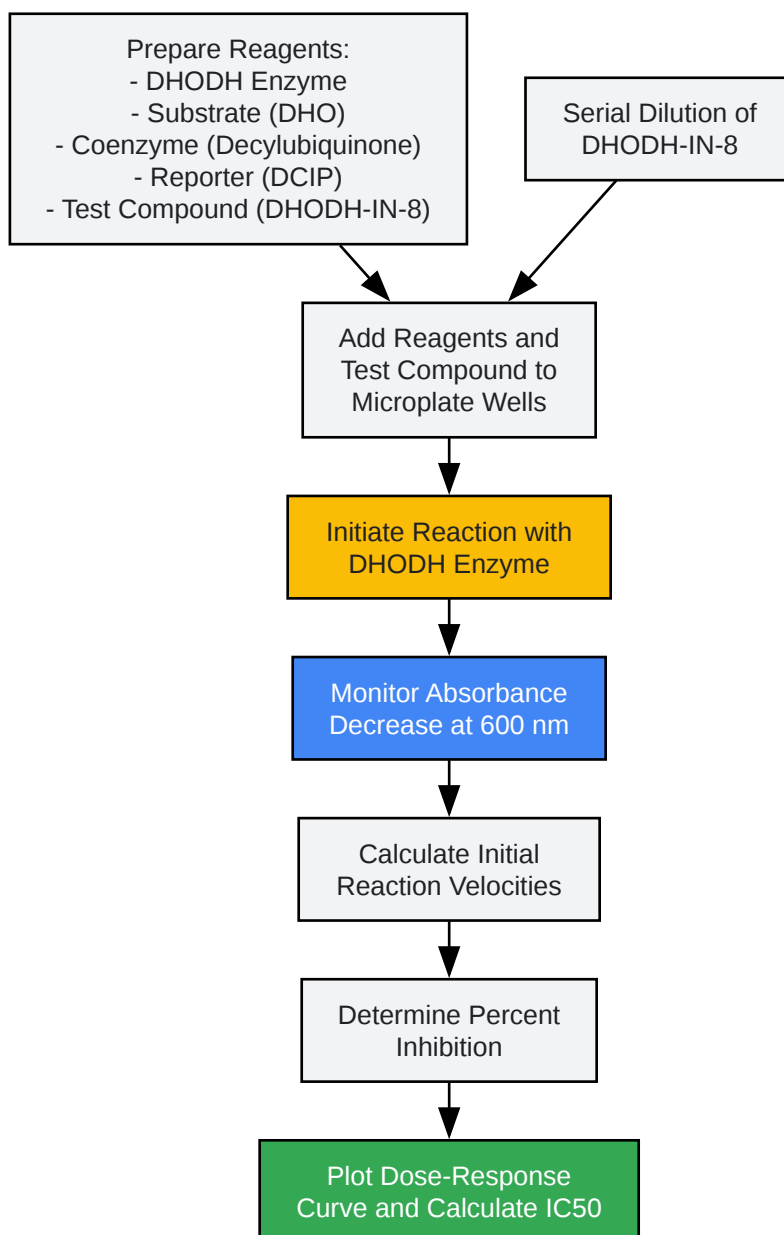 Prepare Reagents:
- DHODH Enzyme
- Substrate (DHO)
- Coenzyme (Decylubiquinone)
- Reporter (DCIP)
- Test Compound (DHODH-IN-8)
Serial Dilution of
DHODH-IN-8
Add Reagents and
Test Compound to
Microplate Wells
Initiate Reaction with
DHODH Enzyme
Monitor Absorbance
Decrease at 600 nm
Calculate Initial
Reaction Velocities
Determine Percent
Inhibition
Plot Dose-Response
Curve and Calculate IC50